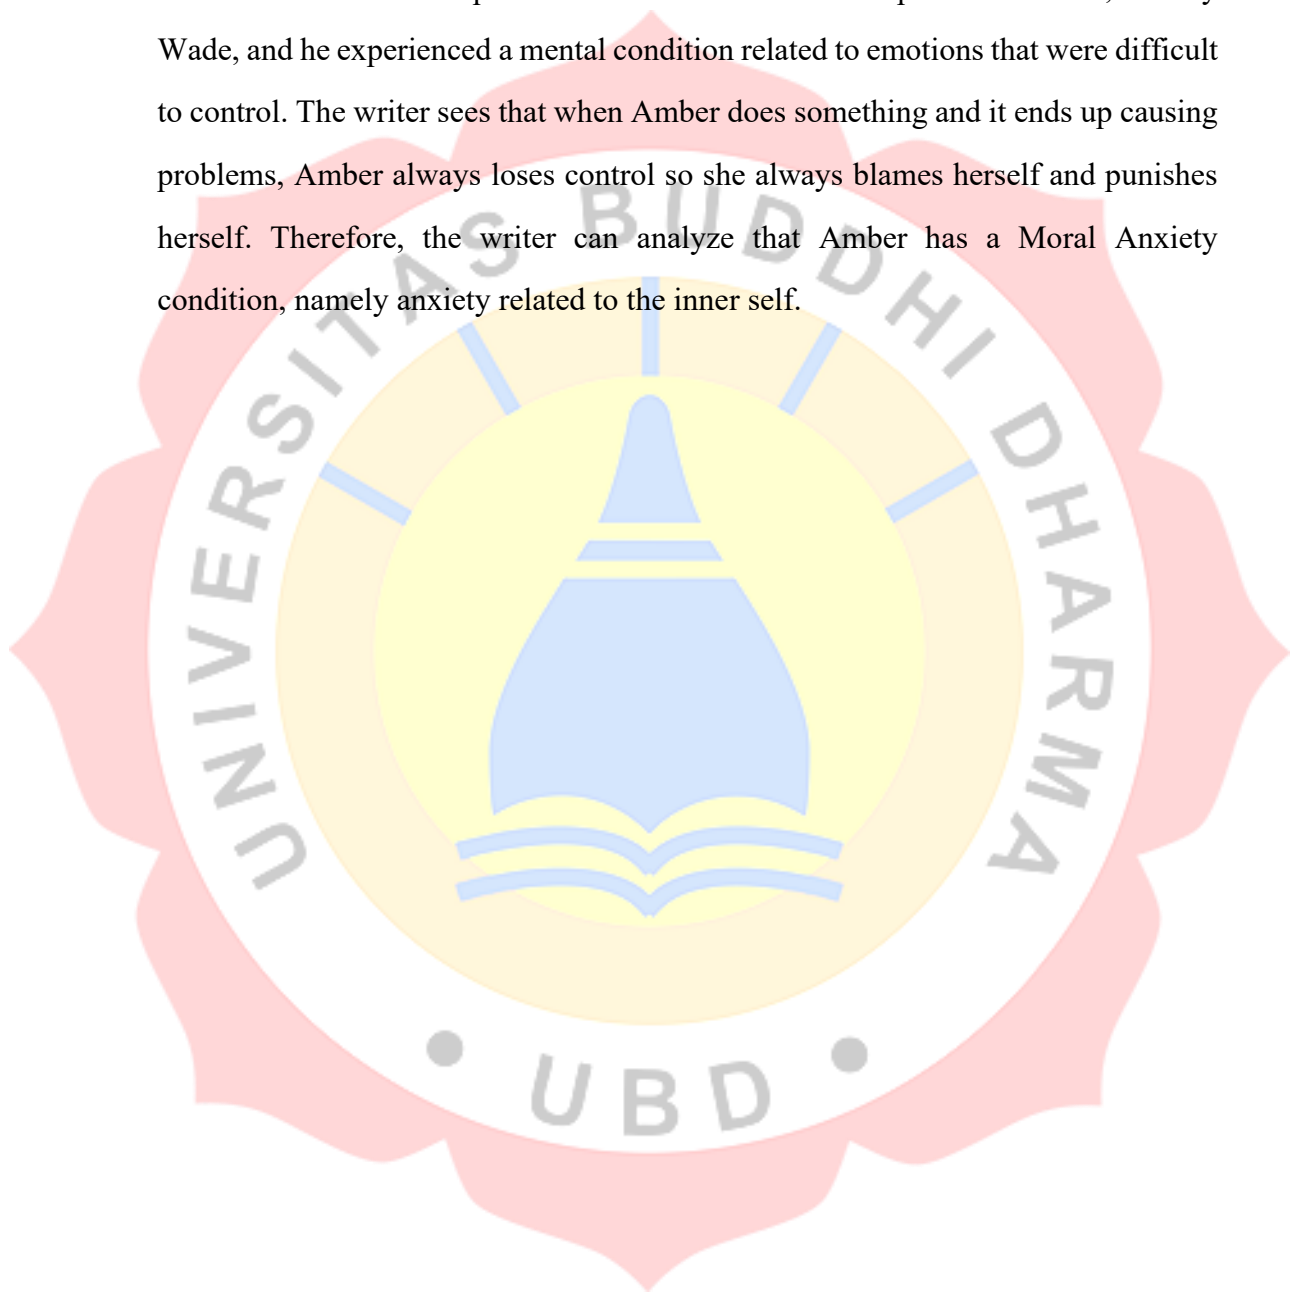 Wade, and he experienced a mental condition related to emotions that were difficult
to control. The writer sees that when Amber does something and it ends up causing
problems, Amber always loses control so she always blames herself and punishes
herself. Therefore, the writer can analyze that Amber has a Moral Anxiety
condition, namely anxiety related to the inner self.
UNIVERSITAS BUDDHI DHARMA
• UBD •